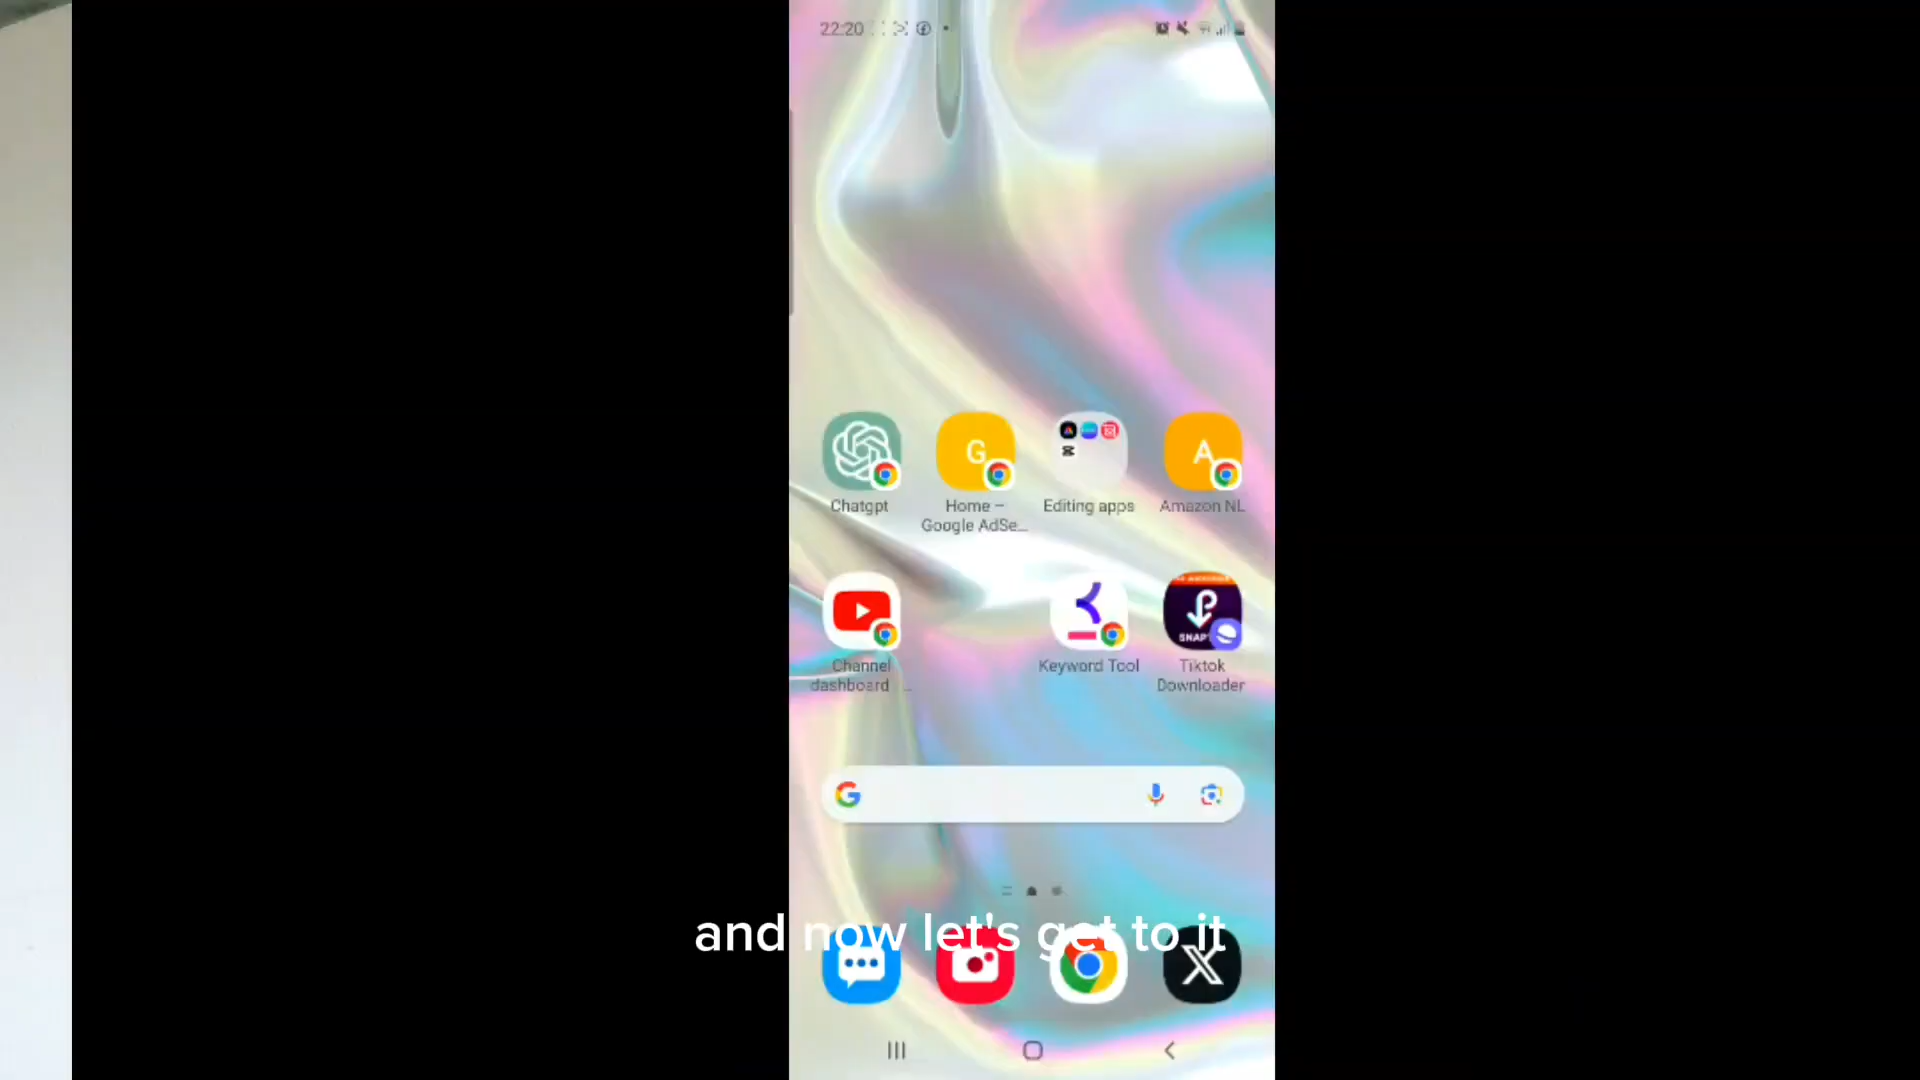 22:20
Chatgpt
Home –
Google AdSe...
Editing apps
Amazon NL
Channel
dashboard ...
Keyword Tool
Tiktok
Downloader
and now let's get to it